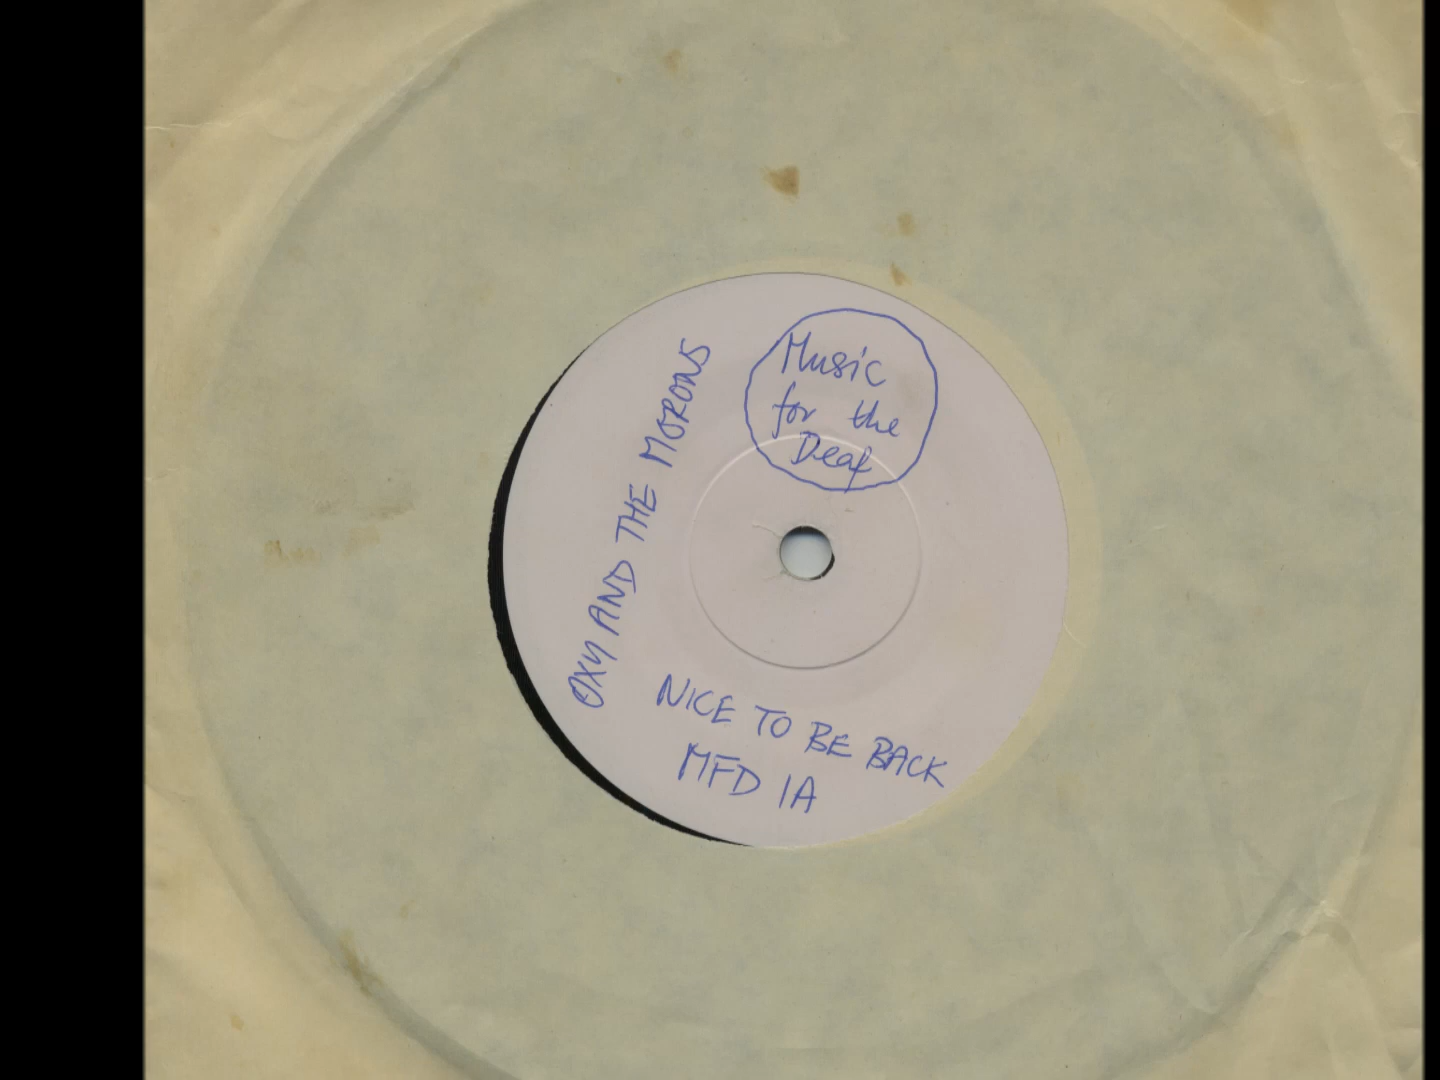 Music
for the
Deaf
OXY AND THE MORONS
NICE TO BE BACK
MFD 1A